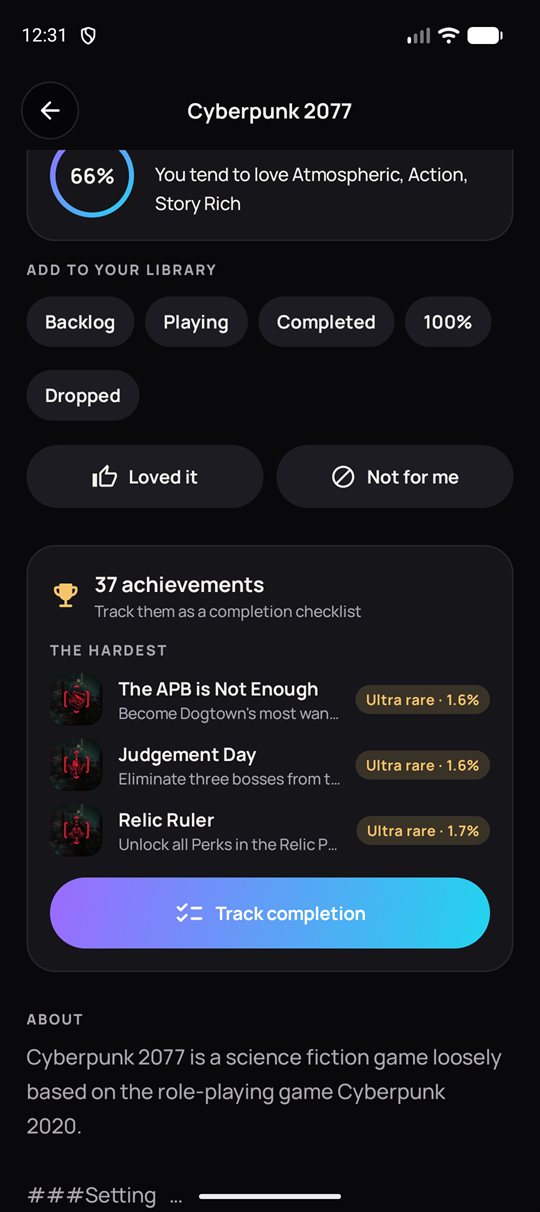 12:31
Cyberpunk 2077
66%
You tend to love Atmospheric, Action,
Story Rich
ADD TO YOUR LIBRARY
Backlog
Playing
Completed
100%
Dropped
Loved it
Not for me
37 achievements
Track them as a completion checklist
THE HARDEST
The APB is Not Enough
Become Dogtown's most wan...
Ultra rare · 1.6%
Judgement Day
Eliminate three bosses from t...
Ultra rare · 1.6%
Relic Ruler
Unlock all Perks in the Relic P...
Ultra rare · 1.7%
Track completion
ABOUT
Cyberpunk 2077 is a science fiction game loosely
based on the role-playing game Cyberpunk
2020.
###Setting ...